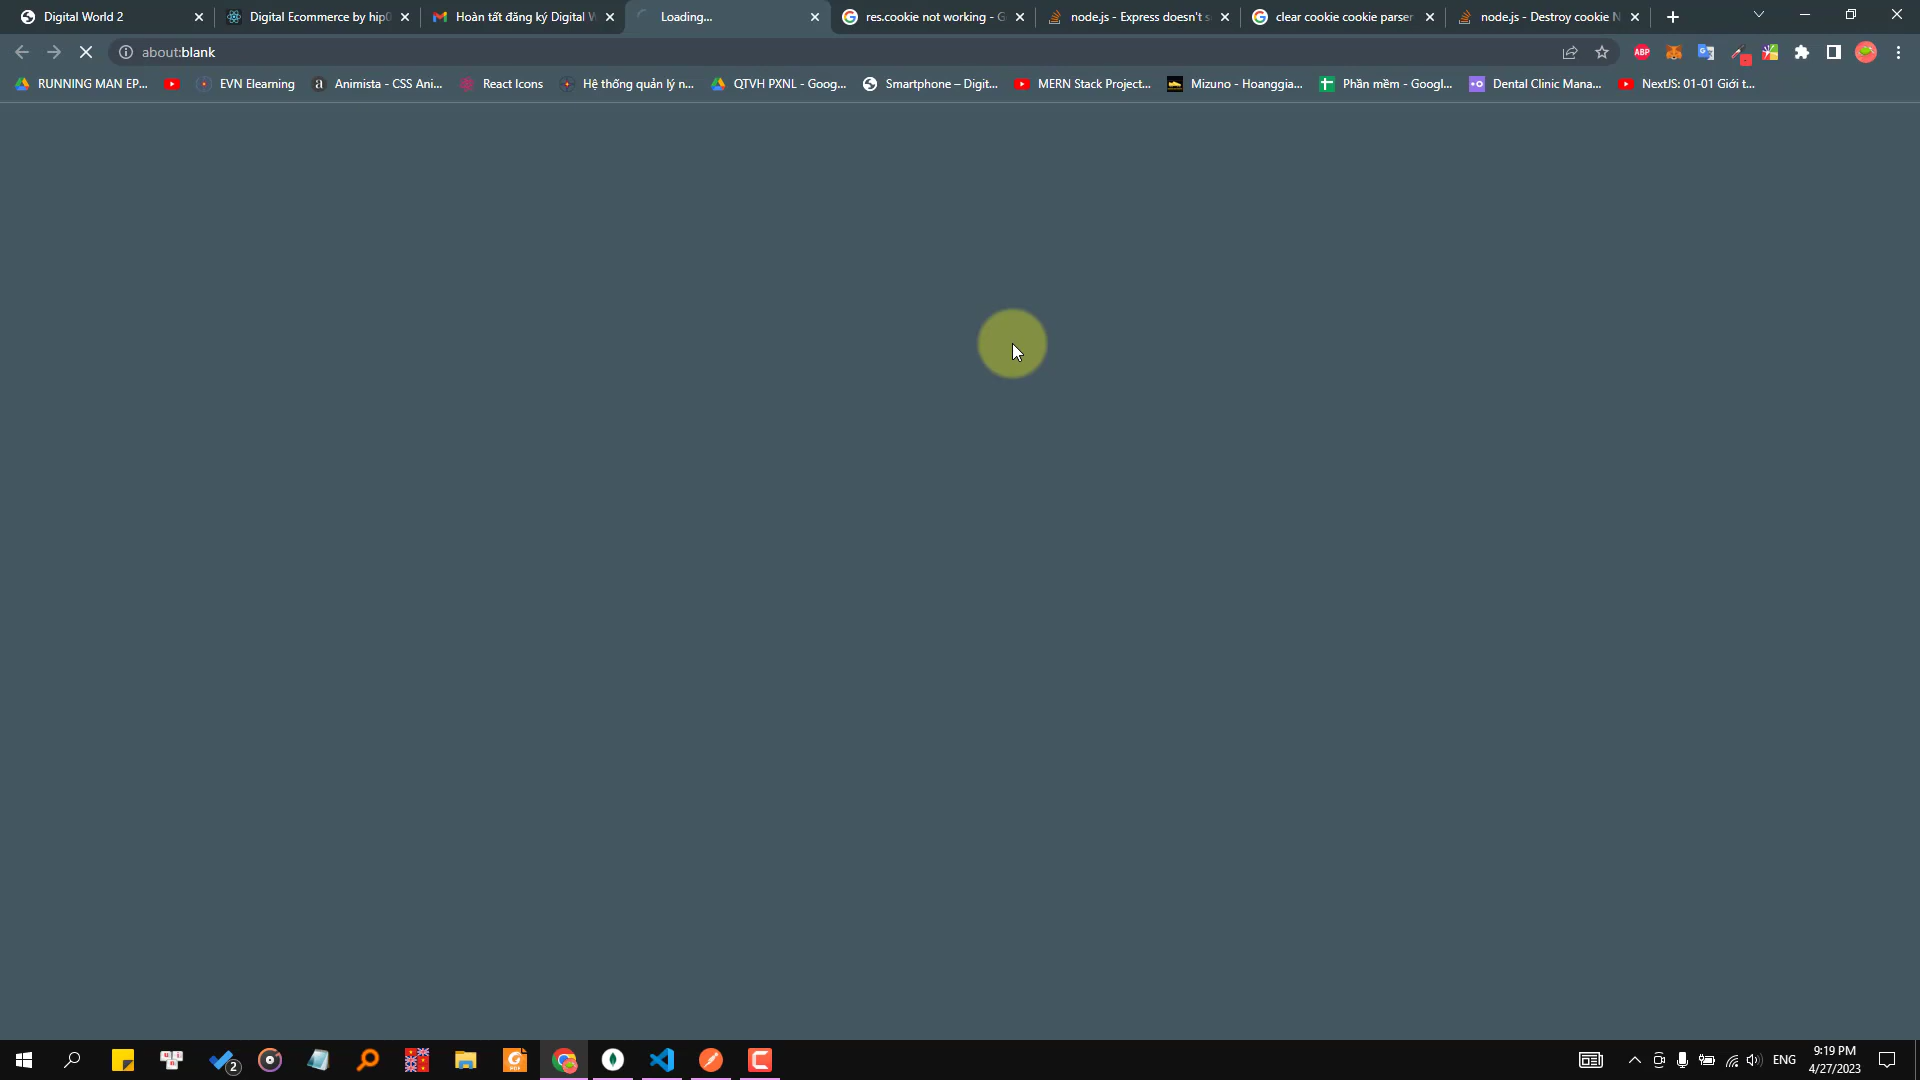 Digital World 2
Digital Ecommerce by hip0
Hoàn tất đăng ký Digital W
Loading...
res.cookie not working - G
node.js - Express doesn't s
clear cookie cookie parser
node.js - Destroy cookie N
about:blank
ABP
RUNNING MAN EP...
EVN Elearning
Animista - CSS Ani...
React Icons
Hệ thống quản lý n...
QTVH PXNL - Goog...
Smartphone – Digit...
MERN Stack Project...
Mizuno - Hoanggia...
Phần mềm - Googl...
Dental Clinic Mana...
NextJS: 01-01 Giới t...
2
ENG
9:19 PM
4/27/2023